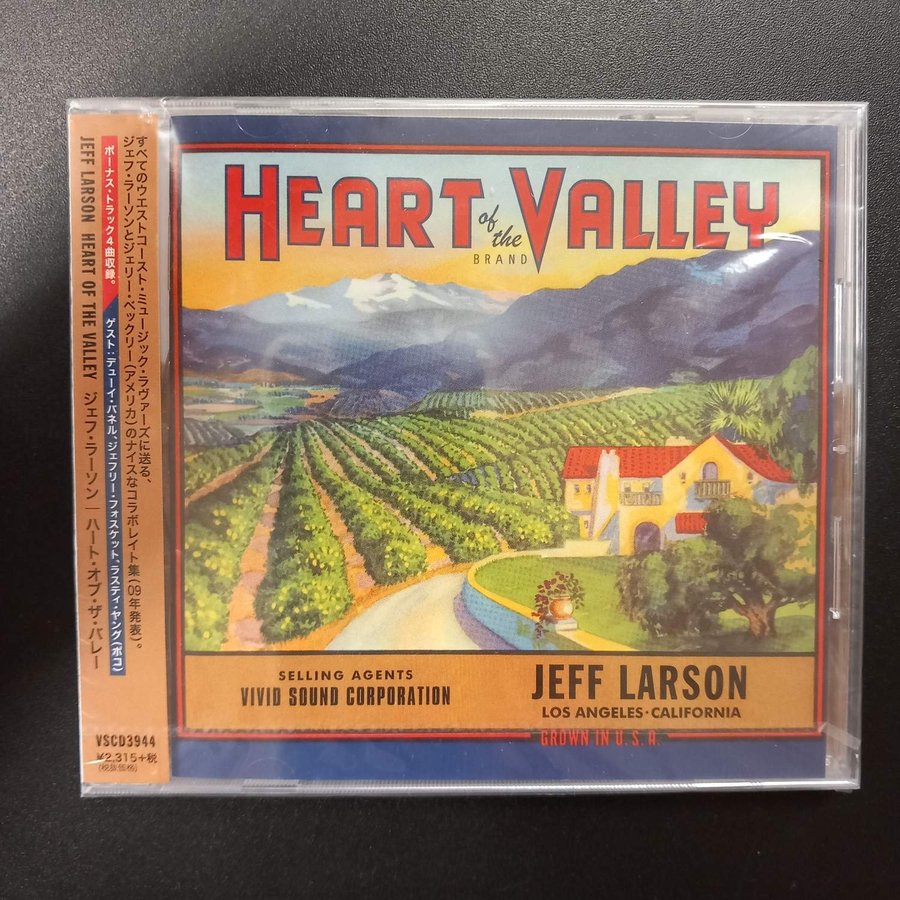 すべてのウエストコースト・ミュージック・ラヴァーズに送る、
ジェフ・ラーソンとジェリー・ベックリー(アメリカ)のナイスなコラボレイト集(09年発表)。
ボーナス・トラック4曲収録。
ゲスト:デューイ・バネル、ジェフリー・フォスケット、ラスティ・ヤング(ポコ)
JEFF LARSON HEART OF THE VALLEY ジェフ・ラーソン|ハート・オブ・ザ・バレー
VSCD3944
¥2,315+税
(税抜価格)
HEART of the VALLEY
BRAND
SELLING AGENTS
VIVID SOUND CORPORATION
JEFF LARSON
LOS ANGELES・CALIFORNIA
GROWN IN U.S.A.